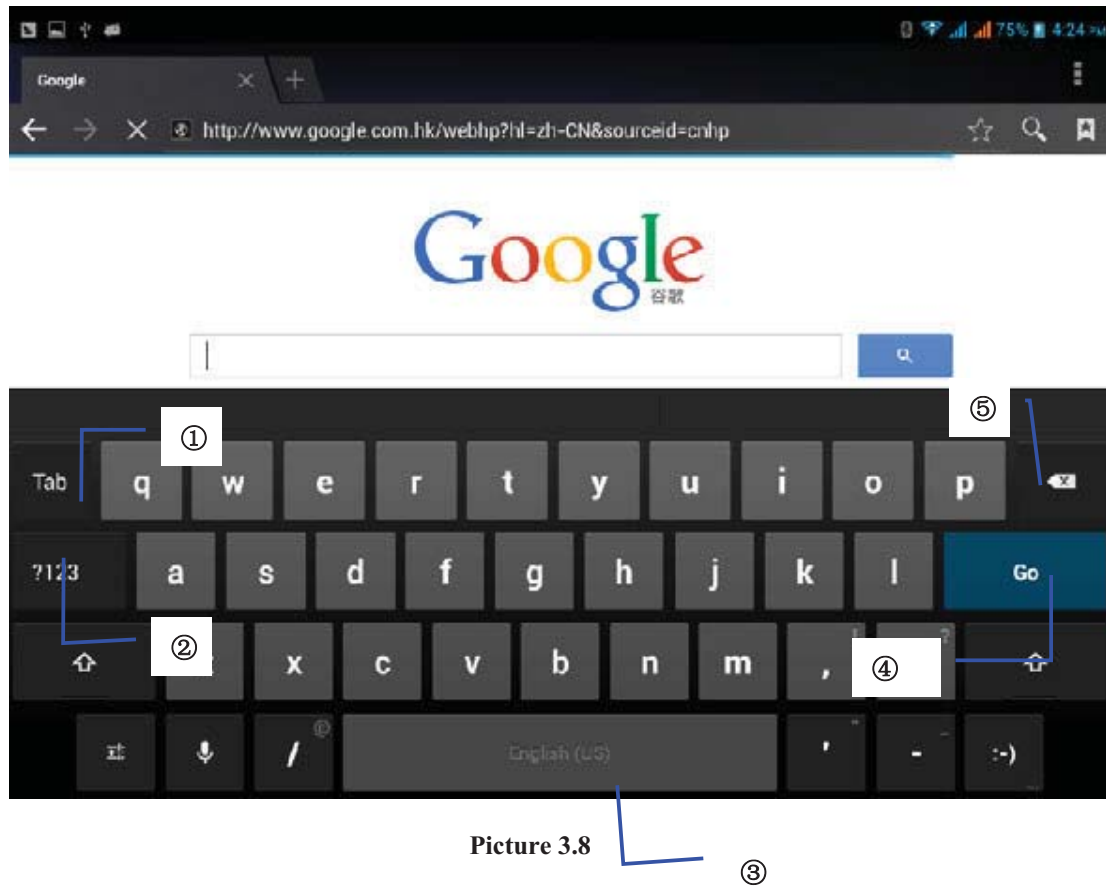 75% 4:24 PM
Google
http://www.google.com.hk/webhp?hl=zh-CN&sourceid=cnhp
Google
谷歌
⑤
①
Tab q w e r t y u i o p
?123 a s d f g h j k l Go
②
x c v b n m , !
④
?
/ @ English (US) ' " - _ :-)
Picture 3.8
③